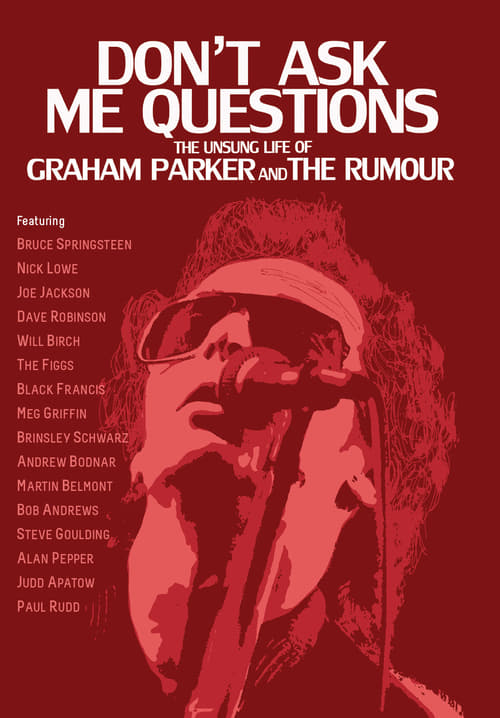 DON'T ASK
ME QUESTIONS
THE UNSUNG LIFE OF
GRAHAM PARKER AND THE RUMOUR
Featuring
BRUCE SPRINGSTEEN
NICK LOWE
JOE JACKSON
DAVE ROBINSON
WILL BIRCH
THE FIGGS
BLACK FRANCIS
MEG GRIFFIN
BRINSLEY SCHWARZ
ANDREW BODNAR
MARTIN BELMONT
BOB ANDREWS
STEVE GOULDING
ALAN PEPPER
JUDD APATOW
PAUL RUDD